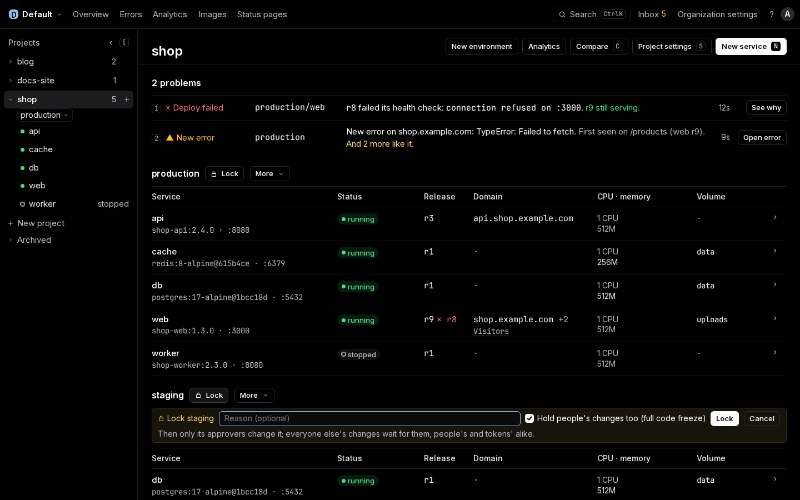 D Default
Overview
Errors
Analytics
Images
Status pages
Search Ctrl K
Inbox 5
Organization settings
?
A
Projects
[
blog 2
docs-site 1
shop 5 +
production
api
cache
db
web
worker stopped
+ New project
Archived
shop
New environment
Analytics
Compare C
Project settings S
New service N
2 problems
1 × Deploy failed production/web r8 failed its health check: connection refused on :3000. r9 still serving. 12s See why
2 New error production New error on shop.example.com: TypeError: Failed to fetch. First seen on /products (web r9).
And 2 more like it. 9s Open error
production Lock More
Service Status Release Domain CPU · memory Volume
api running r3 api.shop.example.com 1 CPU -
shop-api:2.4.0 · :8080 512M
cache running r1 - 1 CPU data
redis:8-alpine@615b4ce · :6379 256M
db running r1 - 1 CPU data
postgres:17-alpine@1bcc18d · :5432 512M
web running r9 × r8 shop.example.com +2 1 CPU uploads
shop-web:1.3.0 · :3000 Visitors 512M
worker stopped r1 - 1 CPU -
shop-worker:2.3.0 · :8080 512M
staging Lock More
Lock staging Reason (optional) Hold people's changes too (full code freeze) Lock Cancel
Then only its approvers change it; everyone else's changes wait for them, people's and tokens' alike.
Service Status Release Domain CPU · memory Volume
db running r1 - 1 CPU data
postgres:17-alpine@1bcc18d · :5432 512M